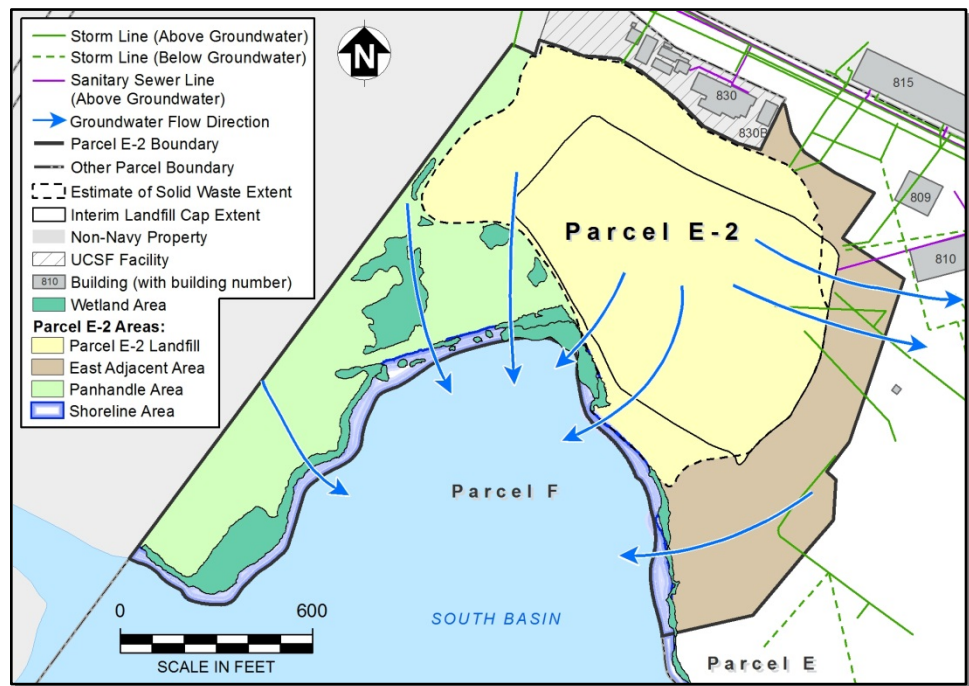 Storm Line (Above Groundwater)
Storm Line (Below Groundwater)
Sanitary Sewer Line
(Above Groundwater)
Groundwater Flow Direction
Parcel E-2 Boundary
Other Parcel Boundary
Estimate of Solid Waste Extent
Interim Landfill Cap Extent
Non-Navy Property
UCSF Facility
810 Building (with building number)
Wetland Area
Parcel E-2 Areas:
Parcel E-2 Landfill
East Adjacent Area
Panhandle Area
Shoreline Area
N
830
830B
815
809
810
Parcel E-2
Parcel F
SOUTH BASIN
Parcel E
0 600
SCALE IN FEET